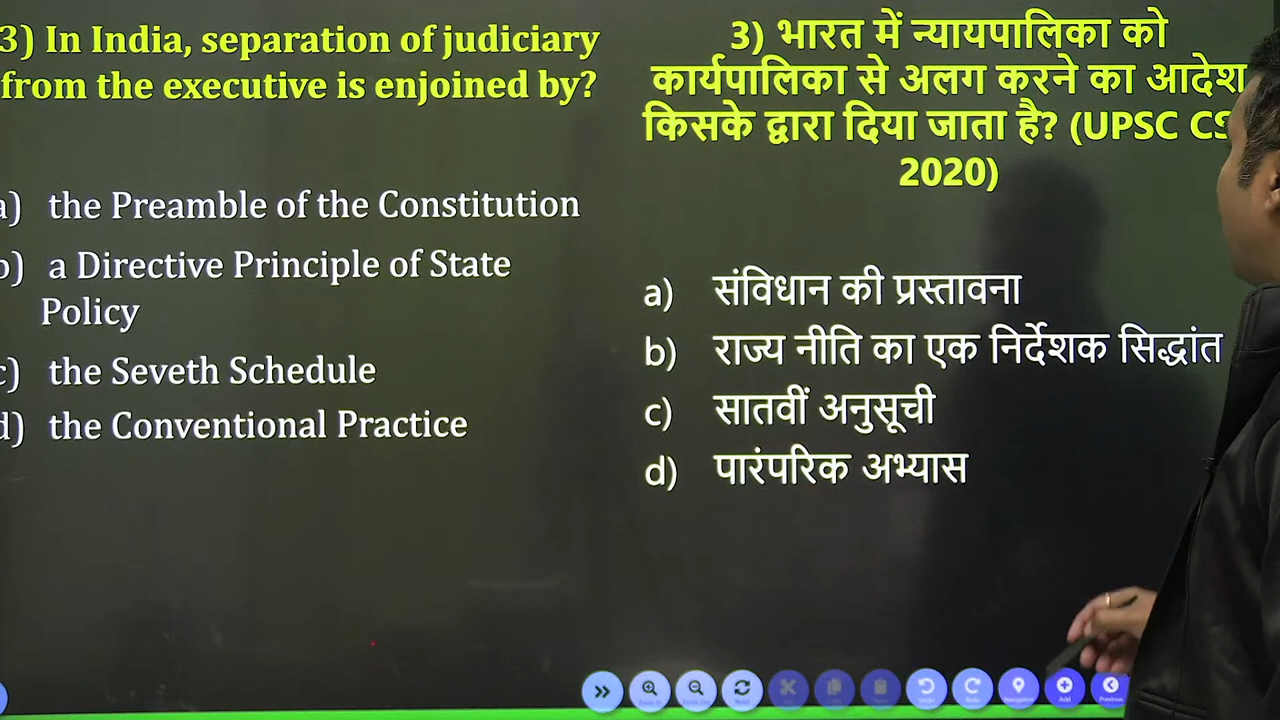 3) In India, separation of judiciary
from the executive is enjoined by?
a) the Preamble of the Constitution
b) a Directive Principle of State
Policy
c) the Seveth Schedule
d) the Conventional Practice
3) भारत में न्यायपालिका को
कार्यपालिका से अलग करने का आदेश
किसके द्वारा दिया जाता है? (UPSC CS
2020)
a) संविधान की प्रस्तावना
b) राज्य नीति का एक निर्देशक सिद्धांत
c) सातवीं अनुसूची
d) पारंपरिक अभ्यास